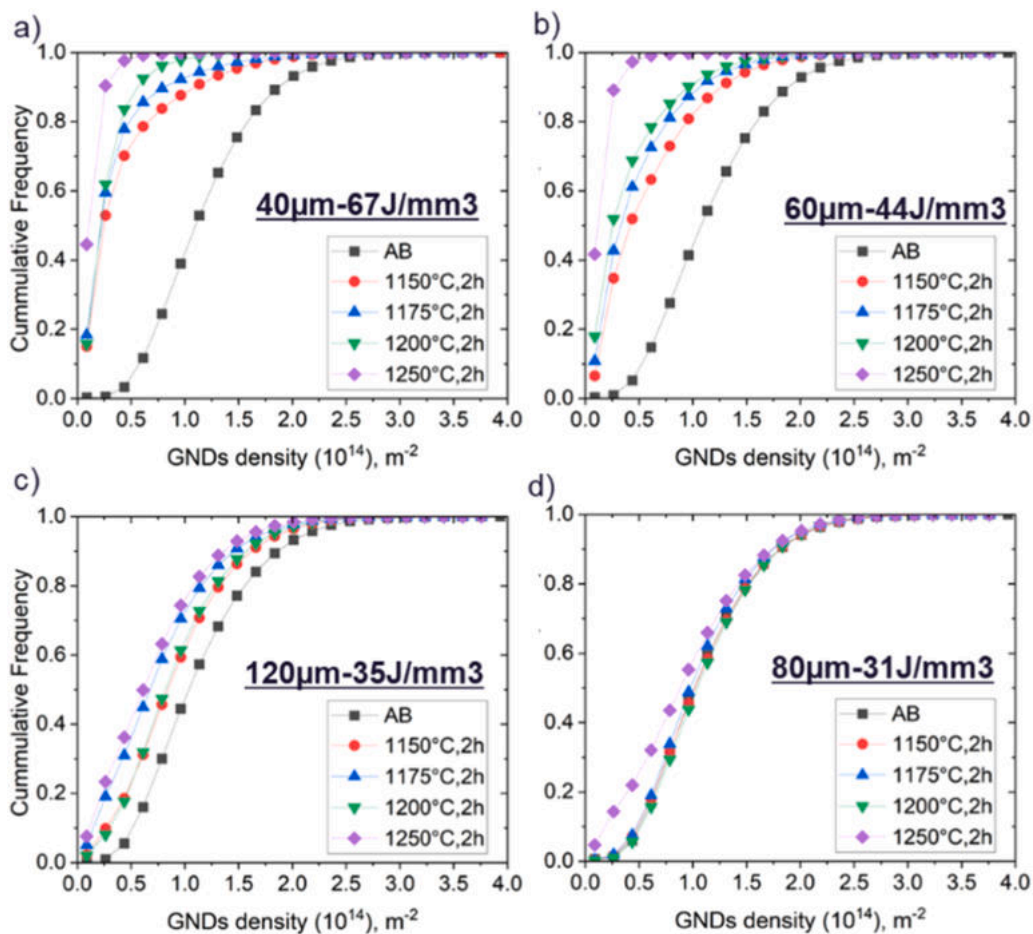 a)
Cummulative Frequency
1.0
0.8
0.6
0.4
0.2
0.0
40µm-67J/mm3
AB
1150°C,2h
1175°C,2h
1200°C,2h
1250°C,2h
0.0 0.5 1.0 1.5 2.0 2.5 3.0 3.5 4.0
GNDs density (10¹⁴), m⁻²
b)
1.0
0.8
0.6
0.4
0.2
0.0
60µm-44J/mm3
AB
1150°C,2h
1175°C,2h
1200°C,2h
1250°C,2h
0.0 0.5 1.0 1.5 2.0 2.5 3.0 3.5 4.0
GNDs density (10¹⁴), m⁻²
c)
Cummulative Frequency
1.0
0.8
0.6
0.4
0.2
0.0
120µm-35J/mm3
AB
1150°C,2h
1175°C,2h
1200°C,2h
1250°C,2h
0.0 0.5 1.0 1.5 2.0 2.5 3.0 3.5 4.0
GNDs density (10¹⁴), m⁻²
d)
1.0
0.8
0.6
0.4
0.2
0.0
80µm-31J/mm3
AB
1150°C,2h
1175°C,2h
1200°C,2h
1250°C,2h
0.0 0.5 1.0 1.5 2.0 2.5 3.0 3.5 4.0
GNDs density (10¹⁴), m⁻²